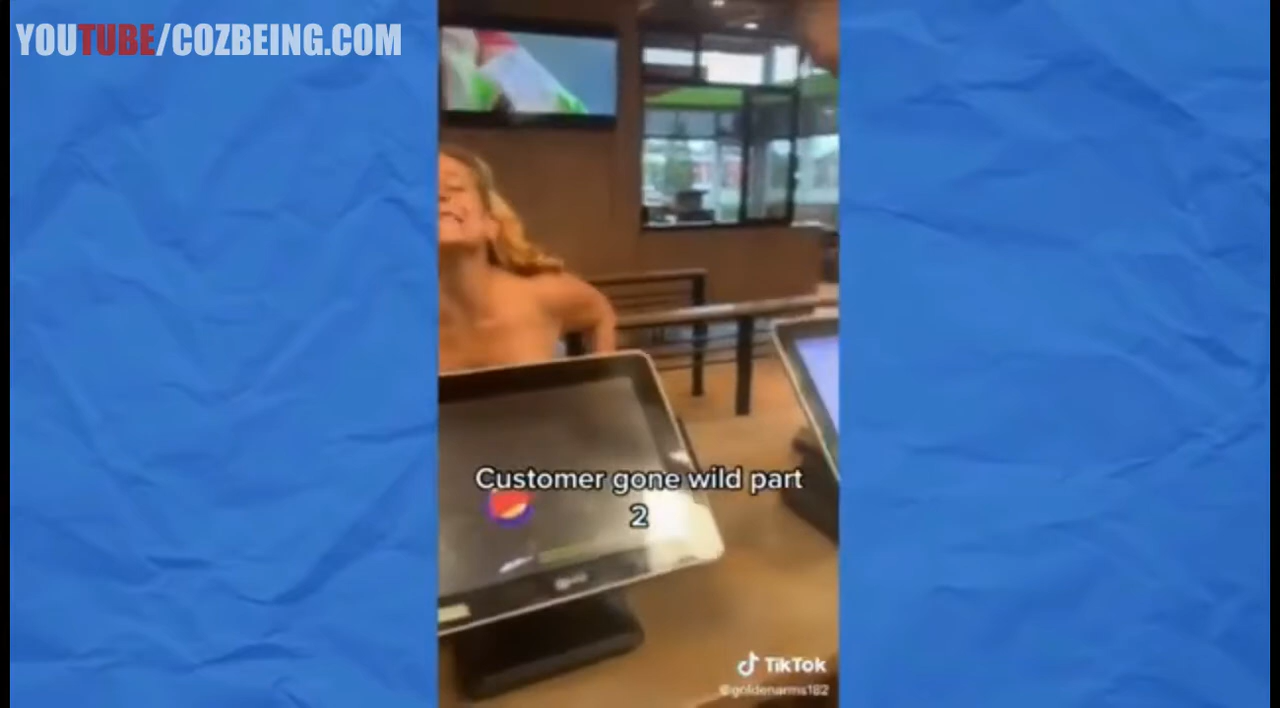 YOUTUBE/COZBEING.COM
Customer gone wild part
2
TikTok
@goldenarms182